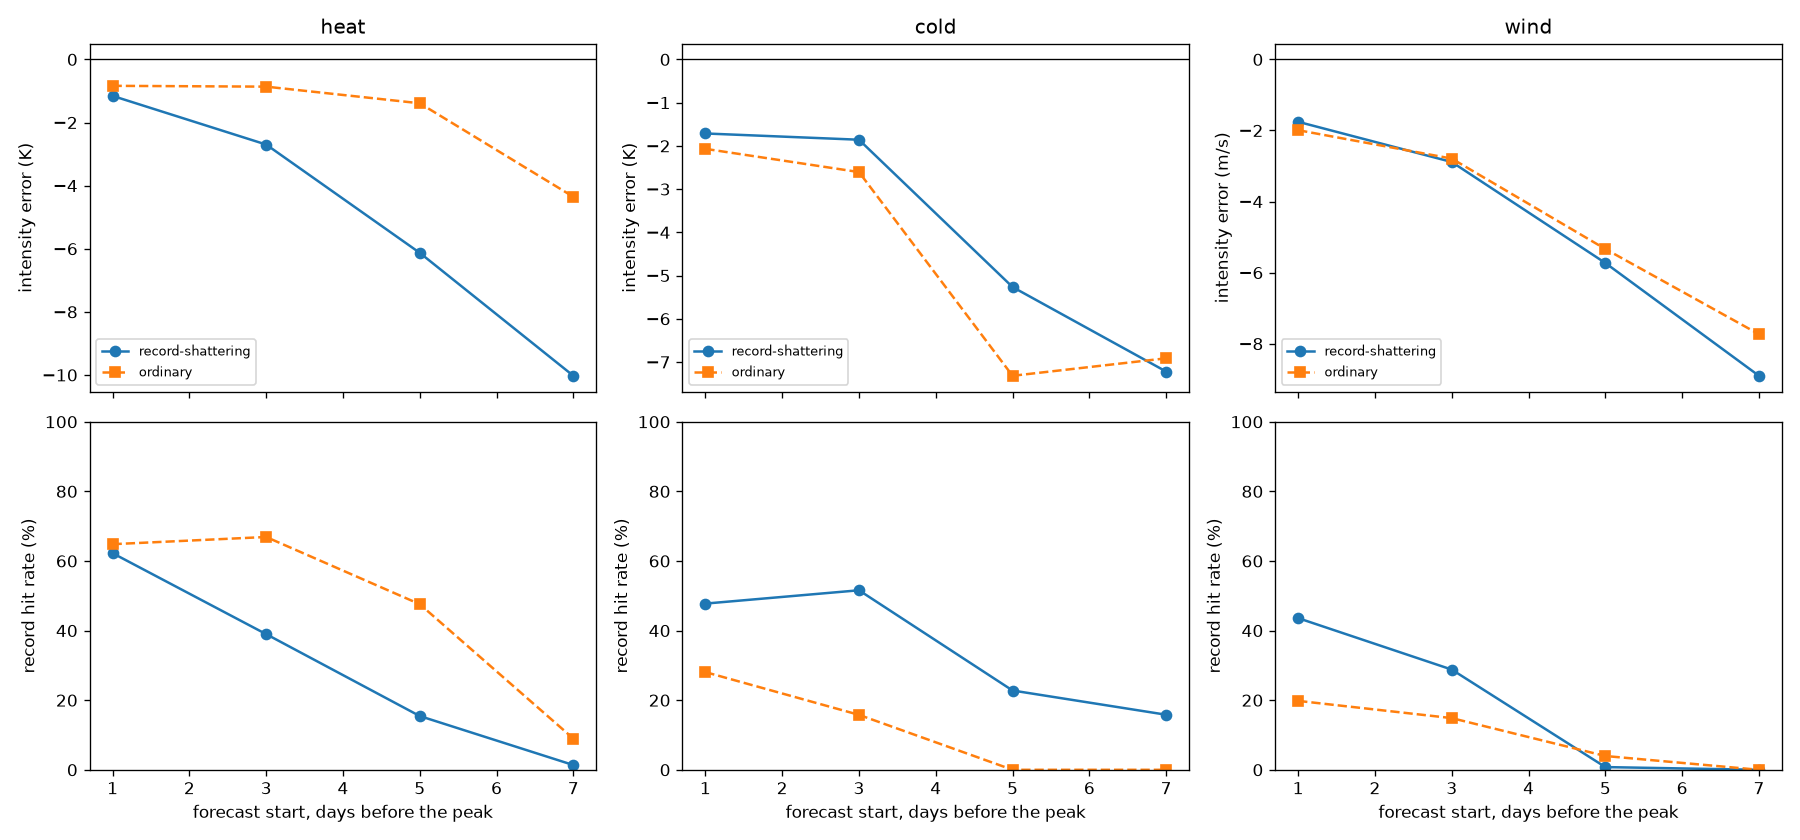 heat
0
−2
−4
−6
−8
−10
intensity error (K)
record-shattering
ordinary
cold
0
−1
−2
−3
−4
−5
−6
−7
intensity error (K)
record-shattering
ordinary
wind
0
−2
−4
−6
−8
intensity error (m/s)
record-shattering
ordinary
100
80
60
40
20
0
record hit rate (%)
1 2 3 4 5 6 7
forecast start, days before the peak
100
80
60
40
20
0
record hit rate (%)
1 2 3 4 5 6 7
forecast start, days before the peak
100
80
60
40
20
0
record hit rate (%)
1 2 3 4 5 6 7
forecast start, days before the peak